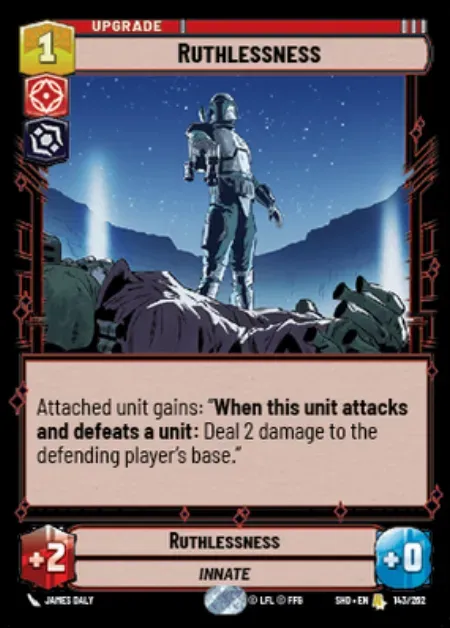 UPGRADE
1
RUTHLESSNESS
Attached unit gains: "When this unit attacks
and defeats a unit: Deal 2 damage to the
defending player's base."
+2
RUTHLESSNESS
+0
INNATE
JAMES DALY
© LFL © FFG
SHD • EN
143/262